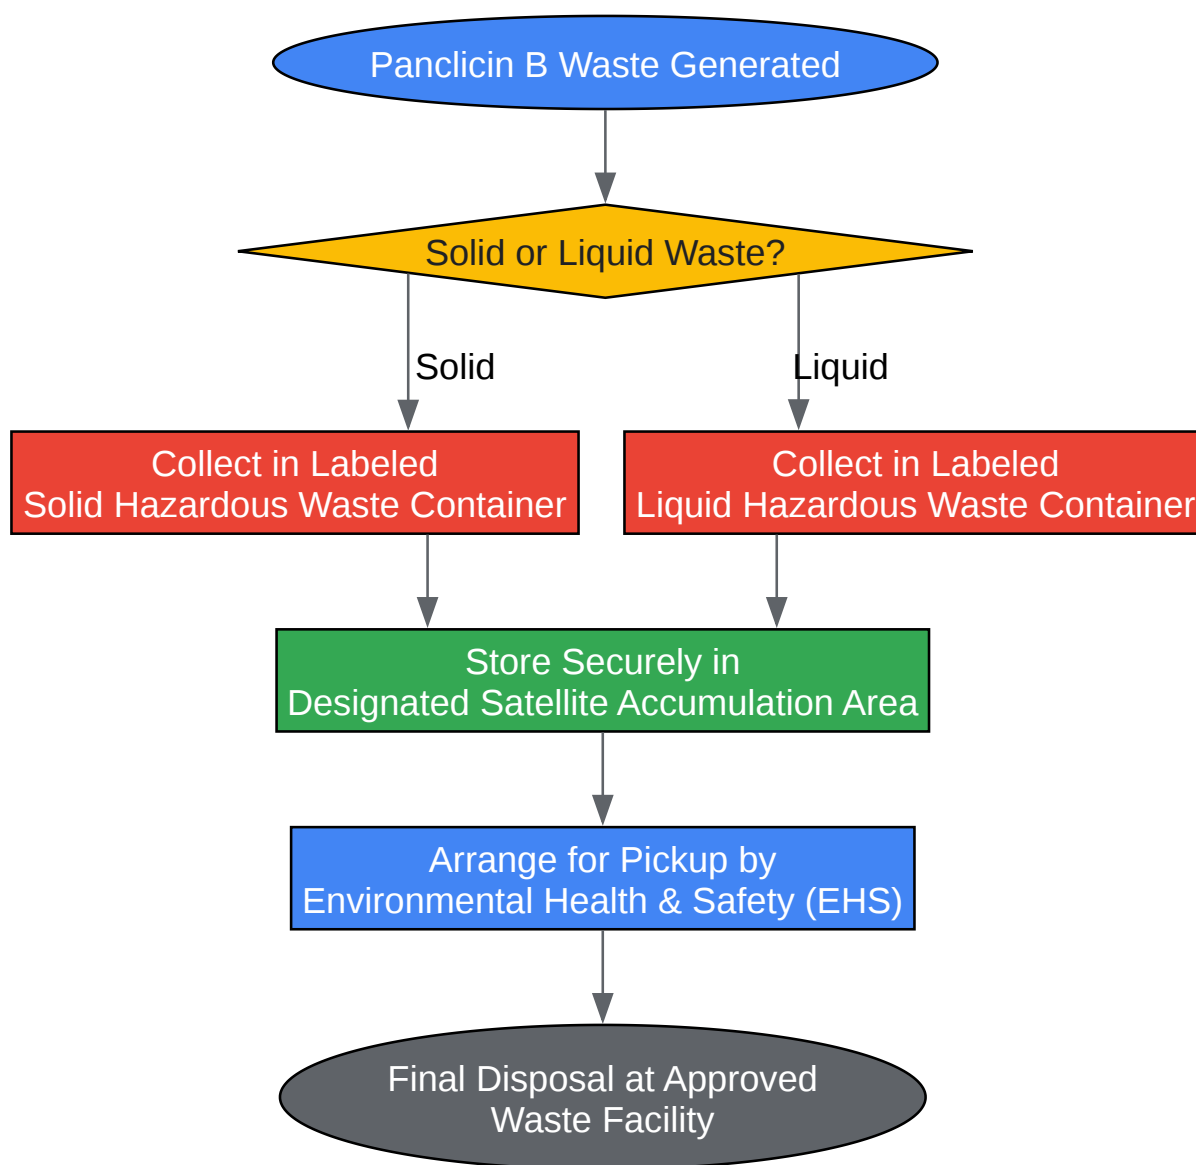 Panclicin B Waste Generated
Solid or Liquid Waste?
Solid
Liquid
Collect in Labeled
Solid Hazardous Waste Container
Collect in Labeled
Liquid Hazardous Waste Container
Store Securely in
Designated Satellite Accumulation Area
Arrange for Pickup by
Environmental Health & Safety (EHS)
Final Disposal at Approved
Waste Facility